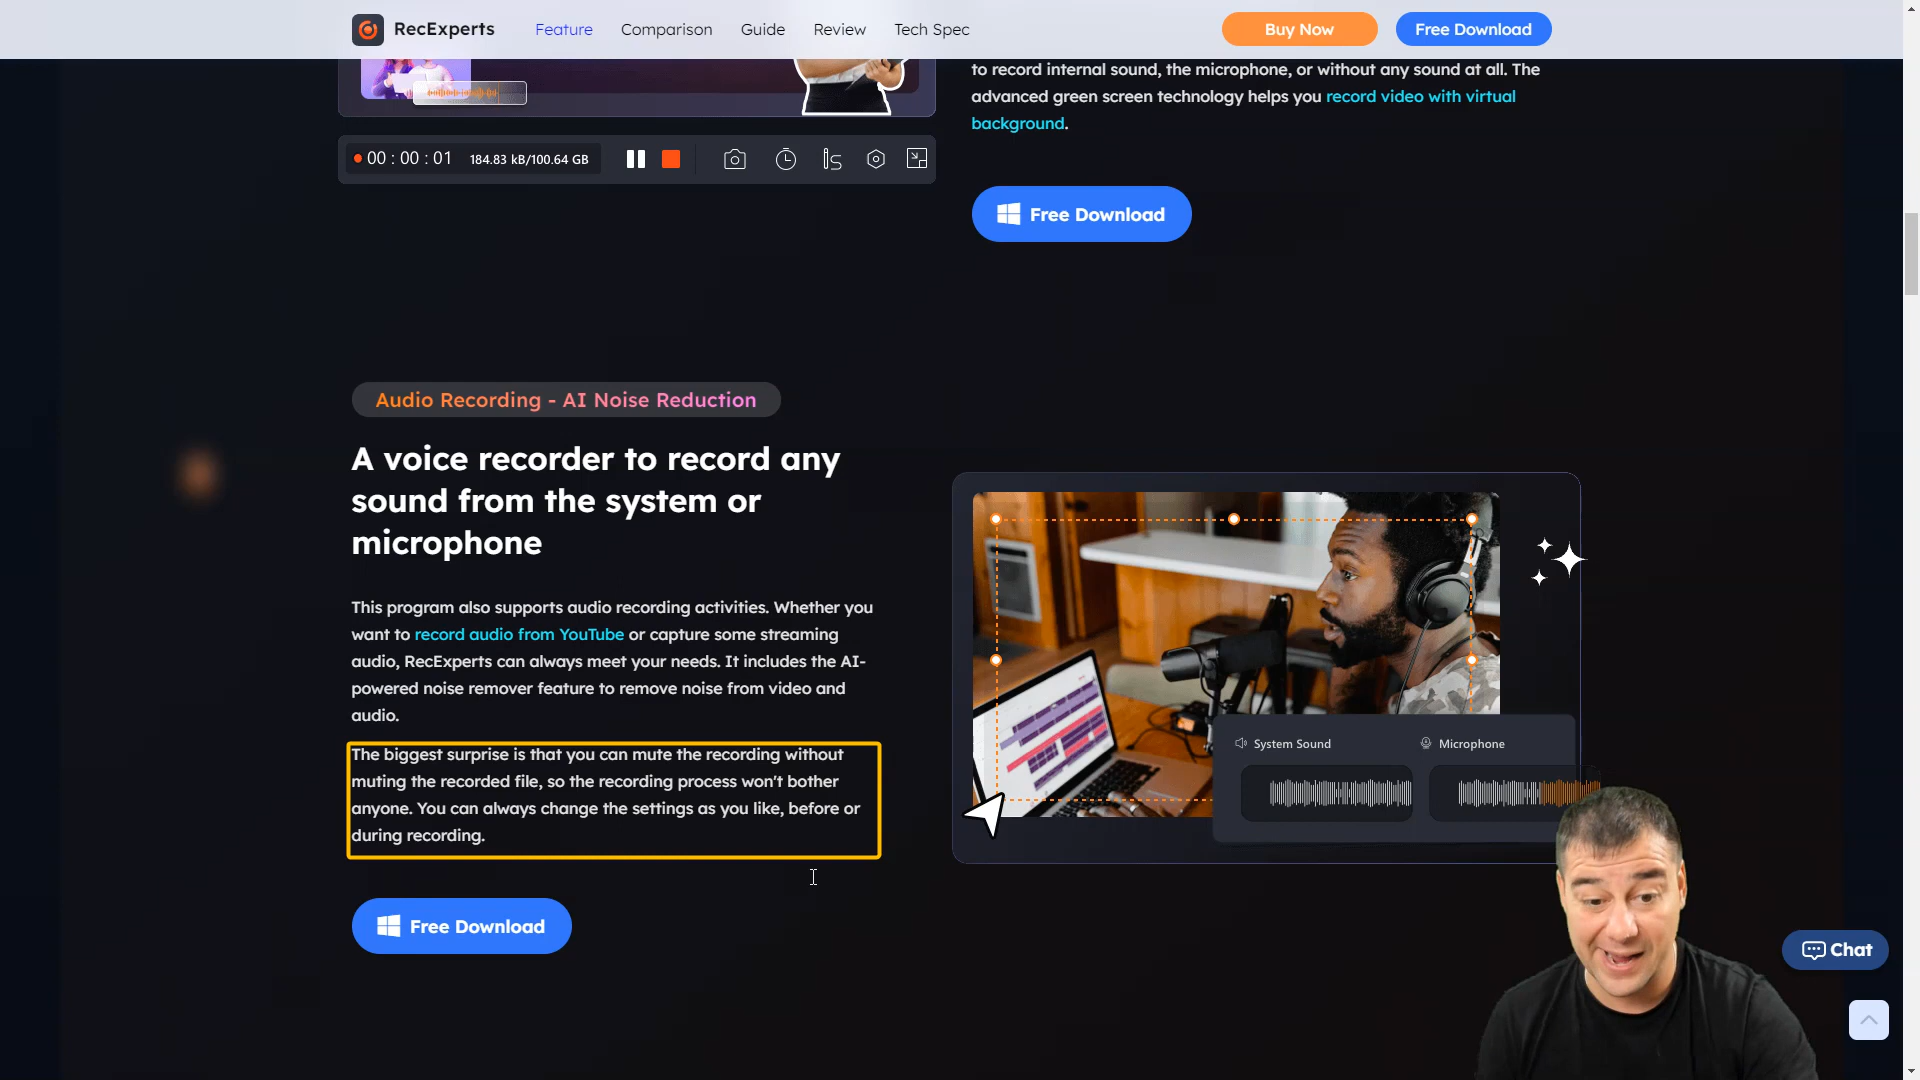 RecExperts
Feature
Comparison
Guide
Review
Tech Spec
Buy Now
Free Download
to record internal sound, the microphone, or without any sound at all. The
advanced green screen technology helps you record video with virtual
background.
00 : 00 : 01
184.83 kB/100.64 GB
Free Download
Audio Recording - AI Noise Reduction
A voice recorder to record any
sound from the system or
microphone
This program also supports audio recording activities. Whether you
want to record audio from YouTube or capture some streaming
audio, RecExperts can always meet your needs. It includes the AI-
powered noise remover feature to remove noise from video and
audio.
The biggest surprise is that you can mute the recording without
muting the recorded file, so the recording process won't bother
anyone. You can always change the settings as you like, before or
during recording.
System Sound
Microphone
Free Download
Chat